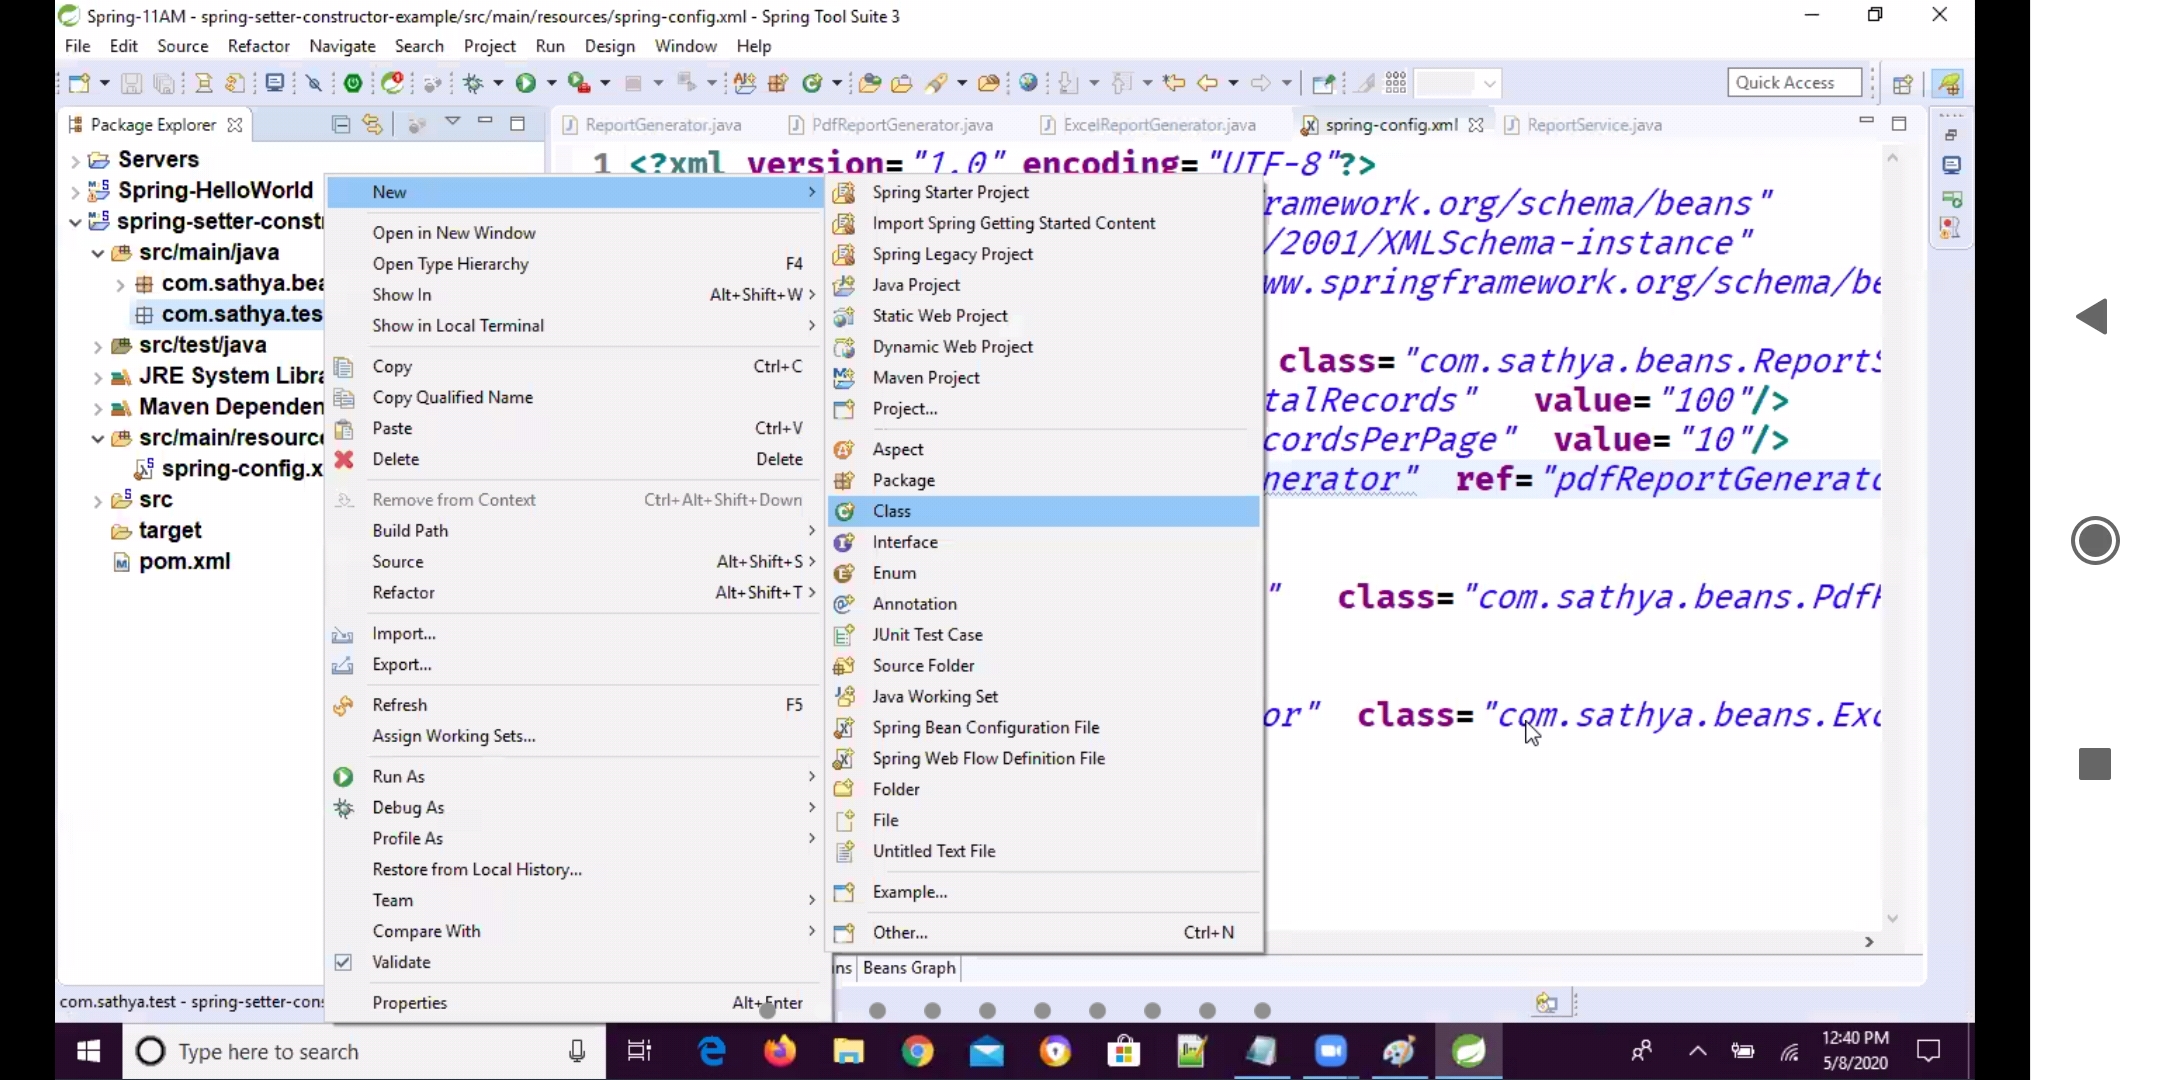 Spring-11AM - spring-setter-constructor-example/src/main/resources/spring-config.xml - Spring Tool Suite 3
File Edit Source Refactor Navigate Search Project Run Design Window Help
Quick Access
Package Explorer
ReportGenerator.java PdfReportGenerator.java ExcelReportGenerator.java spring-config.xml ReportService.java
Servers
Spring-HelloWorld
spring-setter-constr
src/main/java
com.sathya.bea
com.sathya.tes
src/test/java
JRE System Libra
Maven Dependen
src/main/resourc
spring-config.x
src
target
pom.xml
New
Open in New Window
Open Type Hierarchy F4
Show In Alt+Shift+W
Show in Local Terminal
Copy Ctrl+C
Copy Qualified Name
Paste Ctrl+V
Delete Delete
Remove from Context Ctrl+Alt+Shift+Down
Build Path
Source Alt+Shift+S
Refactor Alt+Shift+T
Import...
Export...
Refresh F5
Assign Working Sets...
Run As
Debug As
Profile As
Restore from Local History...
Team
Compare With
Validate
Properties Alt+Enter
Spring Starter Project
Import Spring Getting Started Content
Spring Legacy Project
Java Project
Static Web Project
Dynamic Web Project
Maven Project
Project...
Aspect
Package
Class
Interface
Enum
Annotation
JUnit Test Case
Source Folder
Java Working Set
Spring Bean Configuration File
Spring Web Flow Definition File
Folder
File
Untitled Text File
Example...
Other... Ctrl+N
1 <?xml version="1.0" encoding="UTF-8"?>
ramework.org/schema/beans"
/2001/XMLSchema-instance"
ww.springframework.org/schema/be
class="com.sathya.beans.ReportS
talRecords" value="100"/>
cordsPerPage" value="10"/>
nerator" ref="pdfReportGenerato
" class="com.sathya.beans.PdfR
or" class="com.sathya.beans.Exc
ns Beans Graph
com.sathya.test - spring-setter-con
Type here to search
12:40 PM
5/8/2020